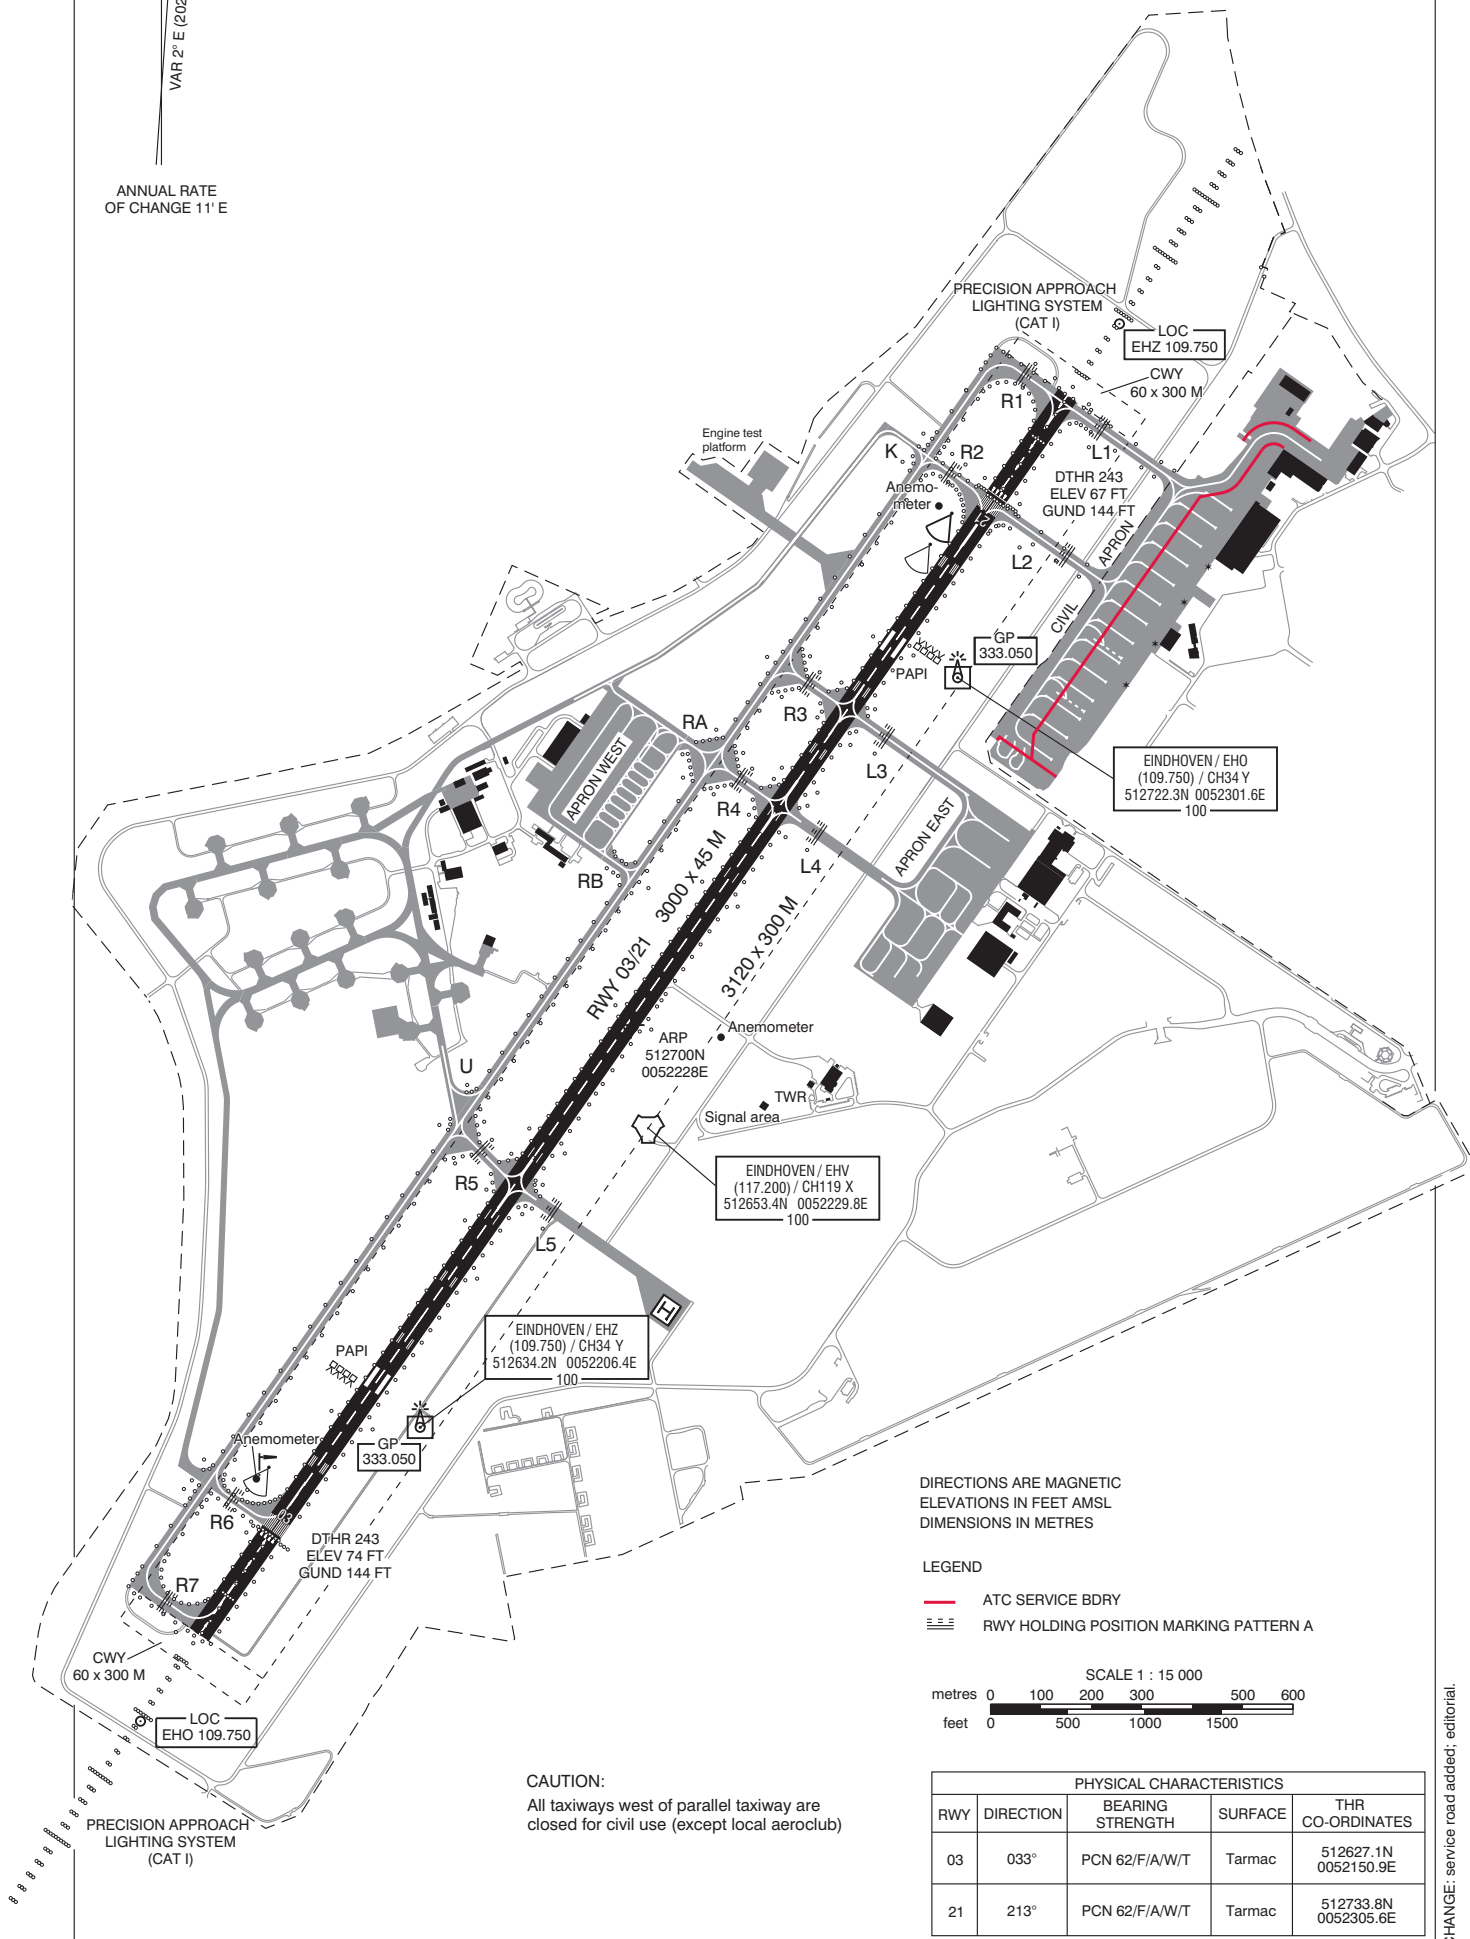 VAR 2° E
ANNUAL RATE
OF CHANGE 11' E
PRECISION APPROACH
LIGHTING SYSTEM
(CAT I)
LOC
EHZ 109.750
CWY
60 x 300 M
R1
L1
Engine test
platform
K
R2
Anemo-
meter
DTHR 243
ELEV 67 FT
GUND 144 FT
21
L2
CIVIL APRON
GP
333.050
PAPI
RA
R3
APRON WEST
L3
EINDHOVEN / EHO
(109.750) / CH34 Y
512722.3N 0052301.6E
100
R4
APRON EAST
L4
RB
RWY 03/21 3000 x 45 M
3120 x 300 M
Anemometer
ARP
512700N
0052228E
U
TWR
Signal area
R5
EINDHOVEN / EHV
(117.200) / CH119 X
512653.4N 0052229.8E
100
L5
H
EINDHOVEN / EHZ
(109.750) / CH34 Y
512634.2N 0052206.4E
100
PAPI
Anemometer
GP
333.050
R6
03
DTHR 243
ELEV 74 FT
GUND 144 FT
R7
CWY
60 x 300 M
LOC
EHO 109.750
PRECISION APPROACH
LIGHTING SYSTEM
(CAT I)
DIRECTIONS ARE MAGNETIC
ELEVATIONS IN FEET AMSL
DIMENSIONS IN METRES
LEGEND
ATC SERVICE BDRY
RWY HOLDING POSITION MARKING PATTERN A
SCALE 1 : 15 000
metres 0 100 200 300 500 600
feet 0 500 1000 1500
CAUTION:
All taxiways west of parallel taxiway are
closed for civil use (except local aeroclub)
PHYSICAL CHARACTERISTICS
RWY DIRECTION BEARING STRENGTH SURFACE THR CO-ORDINATES
03 033° PCN 62/F/A/W/T Tarmac 512627.1N 0052150.9E
21 213° PCN 62/F/A/W/T Tarmac 512733.8N 0052305.6E
CHANGE: service road added; editorial.